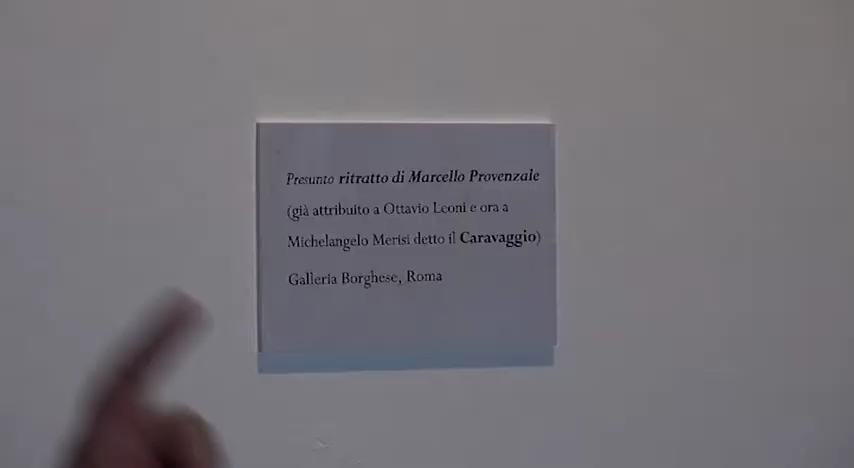 Presunto ritratto di Marcello Provenzale
(già attribuito a Ottavio Leoni e ora a
Michelangelo Merisi detto il Caravaggio)
Galleria Borghese, Roma